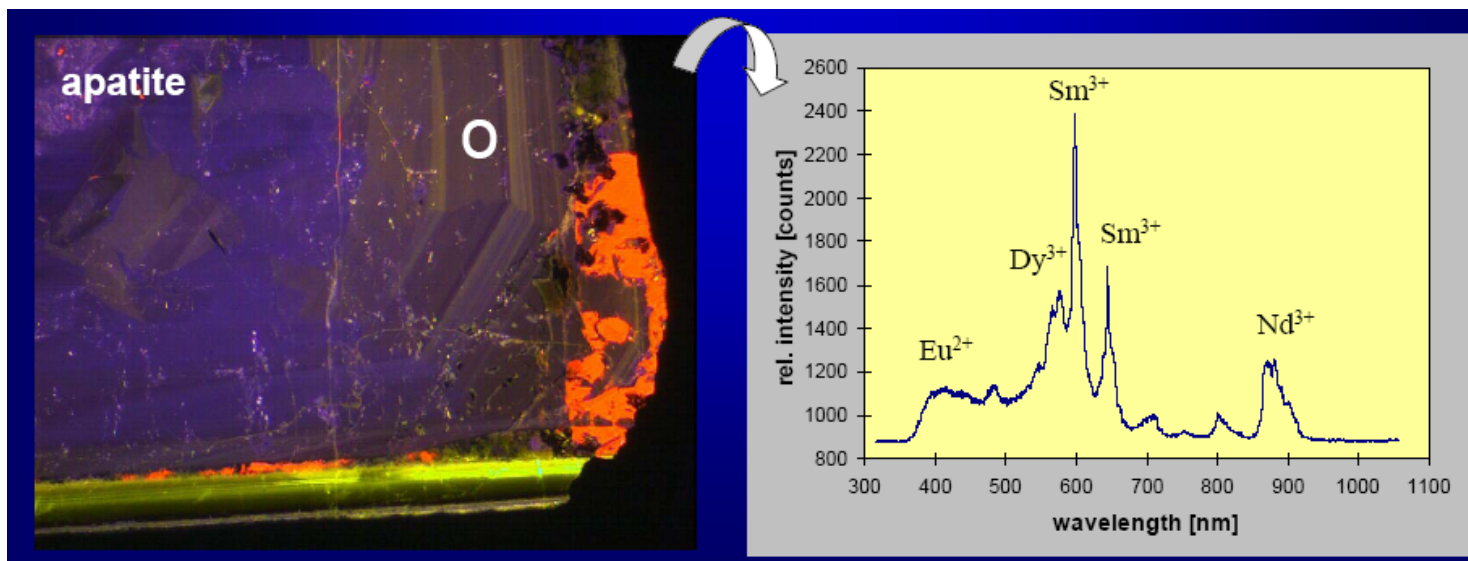 apatite
O
rel. intensity [counts]
2600
2400
2200
2000
1800
1600
1400
1200
1000
800
Sm³⁺
Sm³⁺
Dy³⁺
Eu²⁺
Nd³⁺
300 400 500 600 700 800 900 1000 1100
wavelength [nm]